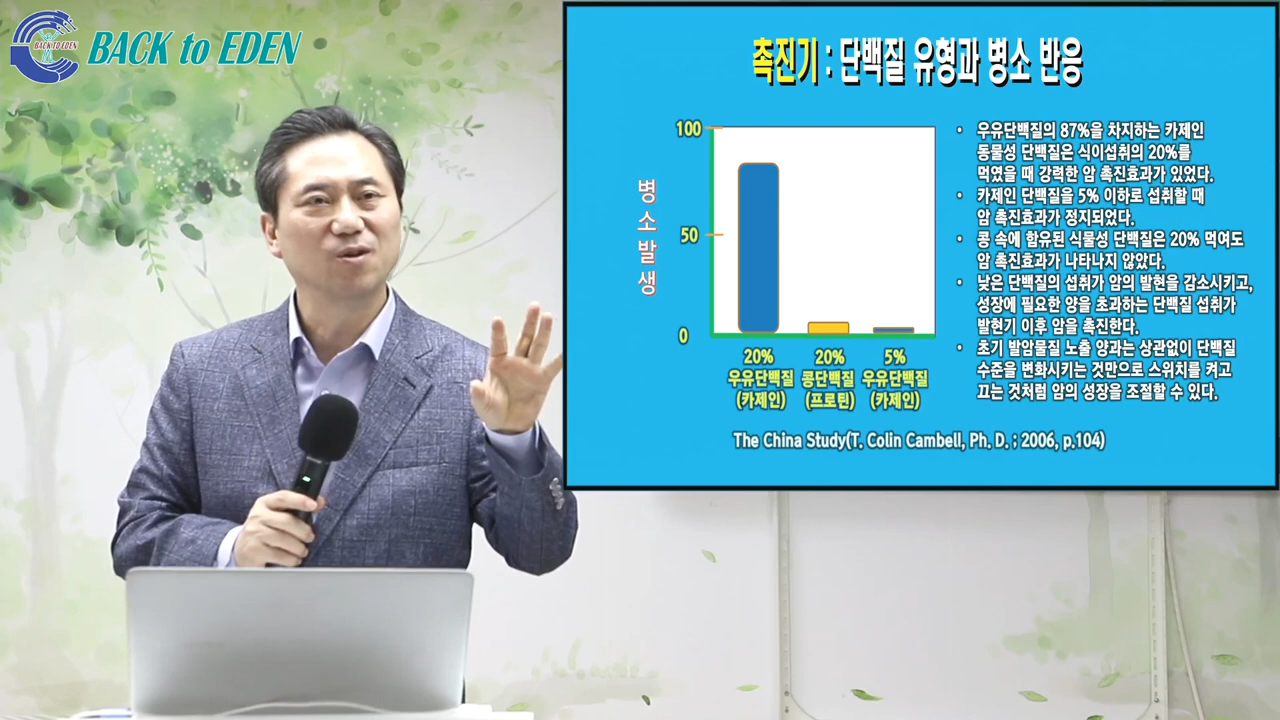 BACK TO EDEN
BACK to EDEN
촉진기 : 단백질 유형과 병소 반응
병소발생
100
50
0
20%
우유단백질
(카제인)
20%
콩단백질
(프로틴)
5%
우유단백질
(카제인)
• 우유단백질의 87%을 차지하는 카제인
동물성 단백질은 식이섭취의 20%를
먹였을 때 강력한 암 촉진효과가 있었다.
• 카제인 단백질을 5% 이하로 섭취할 때
암 촉진효과가 정지되었다.
• 콩 속에 함유된 식물성 단백질은 20% 먹여도
암 촉진효과가 나타나지 않았다.
• 낮은 단백질의 섭취가 암의 발현을 감소시키고,
성장에 필요한 양을 초과하는 단백질 섭취가
발현기 이후 암을 촉진한다.
• 초기 발암물질 노출 양과는 상관없이 단백질
수준을 변화시키는 것만으로 스위치를 켜고
끄는 것처럼 암의 성장을 조절할 수 있다.
The China Study(T. Colin Cambell, Ph. D. ; 2006, p.104)